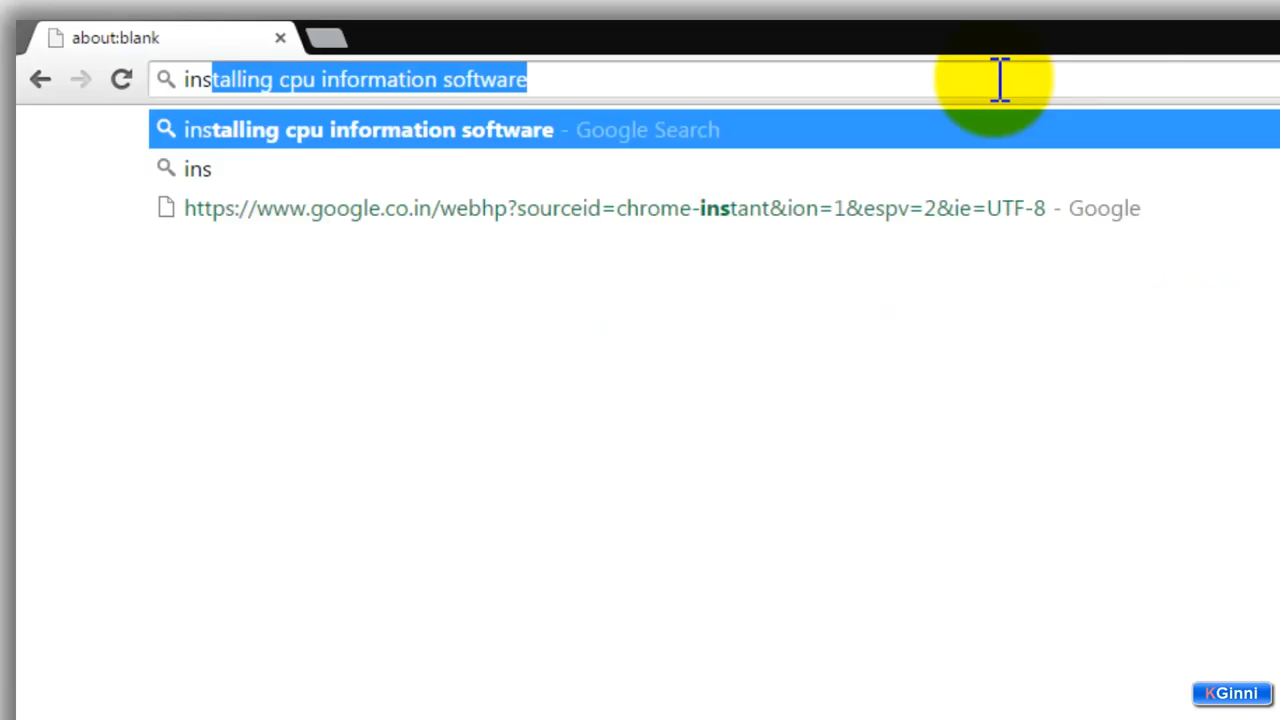 about:blank
installing cpu information software
installing cpu information software - Google Search
ins
https://www.google.co.in/webhp?sourceid=chrome-instant&ion=1&espv=2&ie=UTF-8 - Google
KGinni